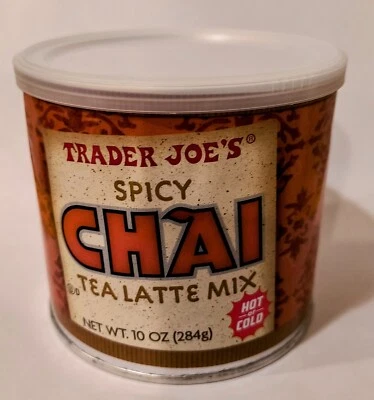 TRADER JOE'S®
SPICY
CHAI
TEA LATTE MIX
HOT
or
COLD
NET WT. 10 OZ (284g)